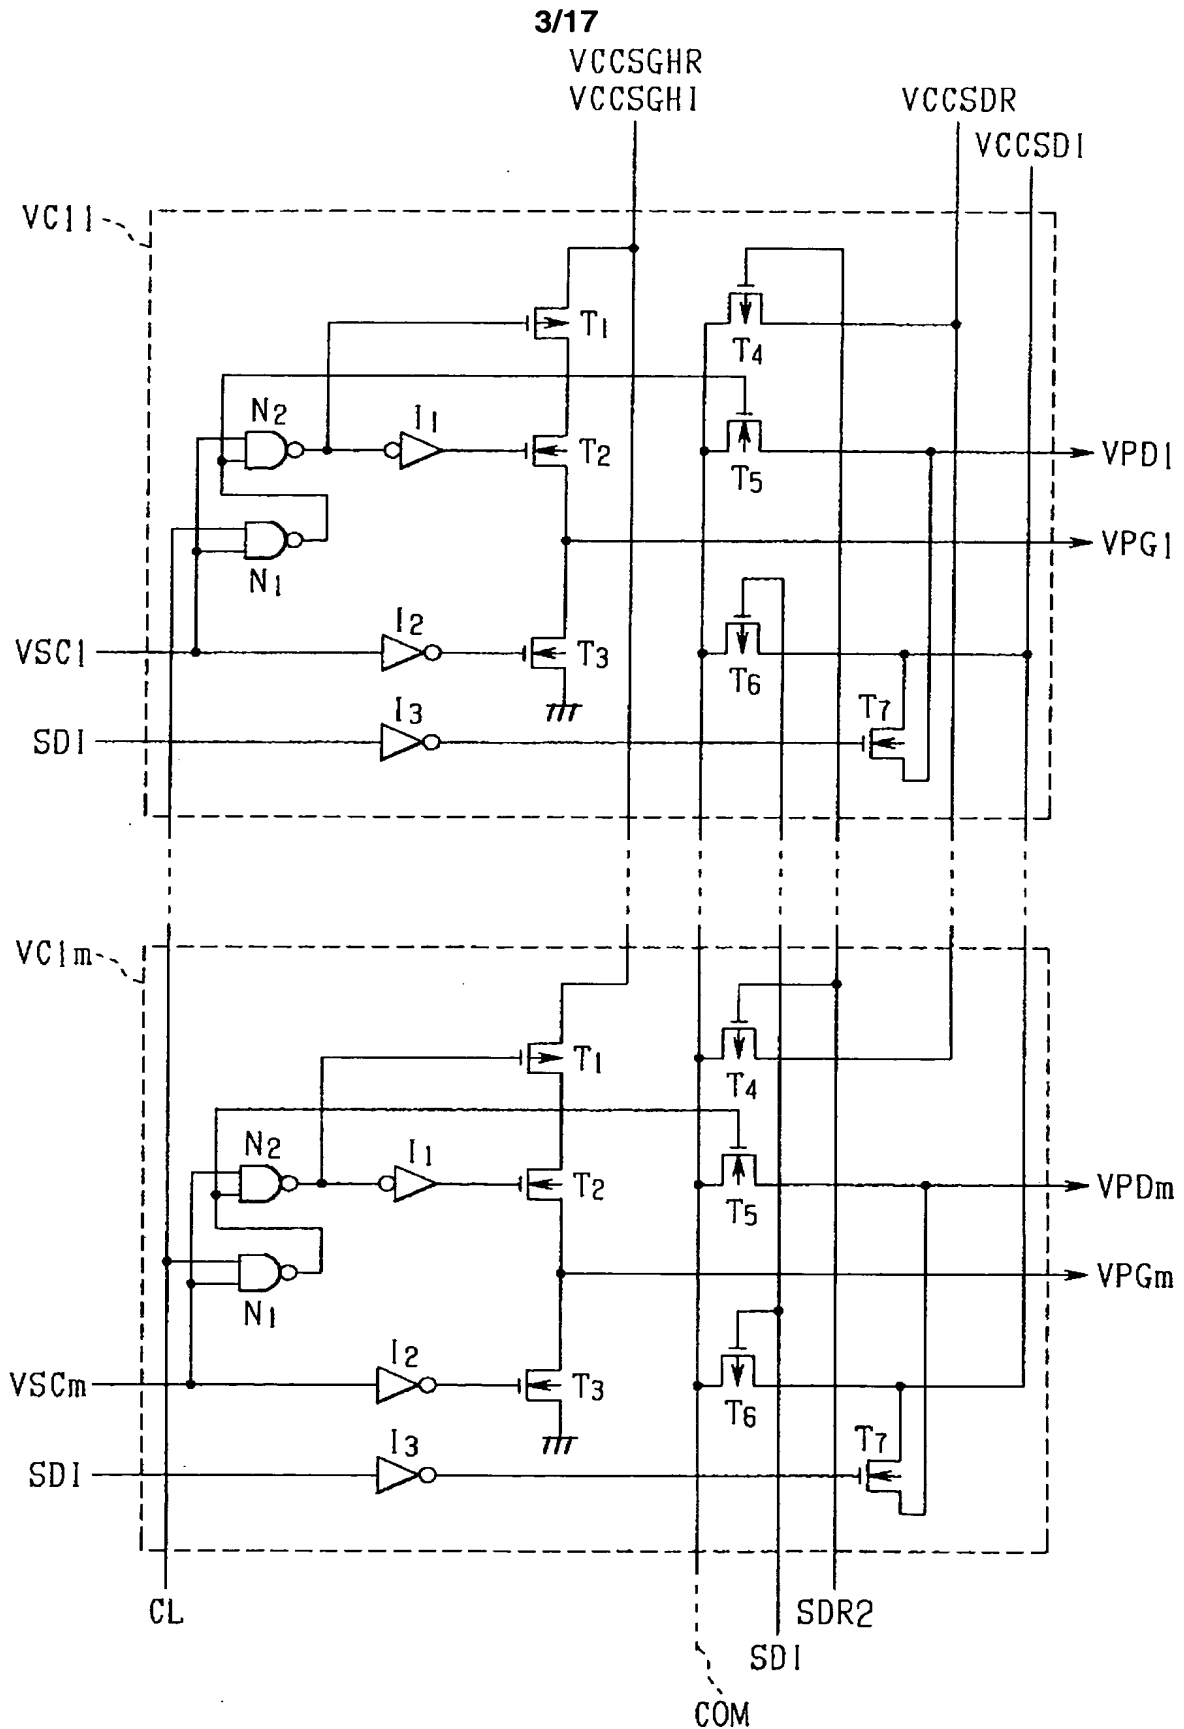 3/17
VCCSGHR
VCCSGHI
VCCSDR
VCCSDI
VC11
T1
T4
N2
I1
T2
T5
VPD1
N1
VPG1
I2
VSC1
T3
T6
I3
T7
SDI
VC1m
T1
T4
N2
I1
T2
T5
VPDm
N1
VPGm
I2
VSCm
T3
T6
I3
T7
SDI
CL
SDR2
SDI
COM